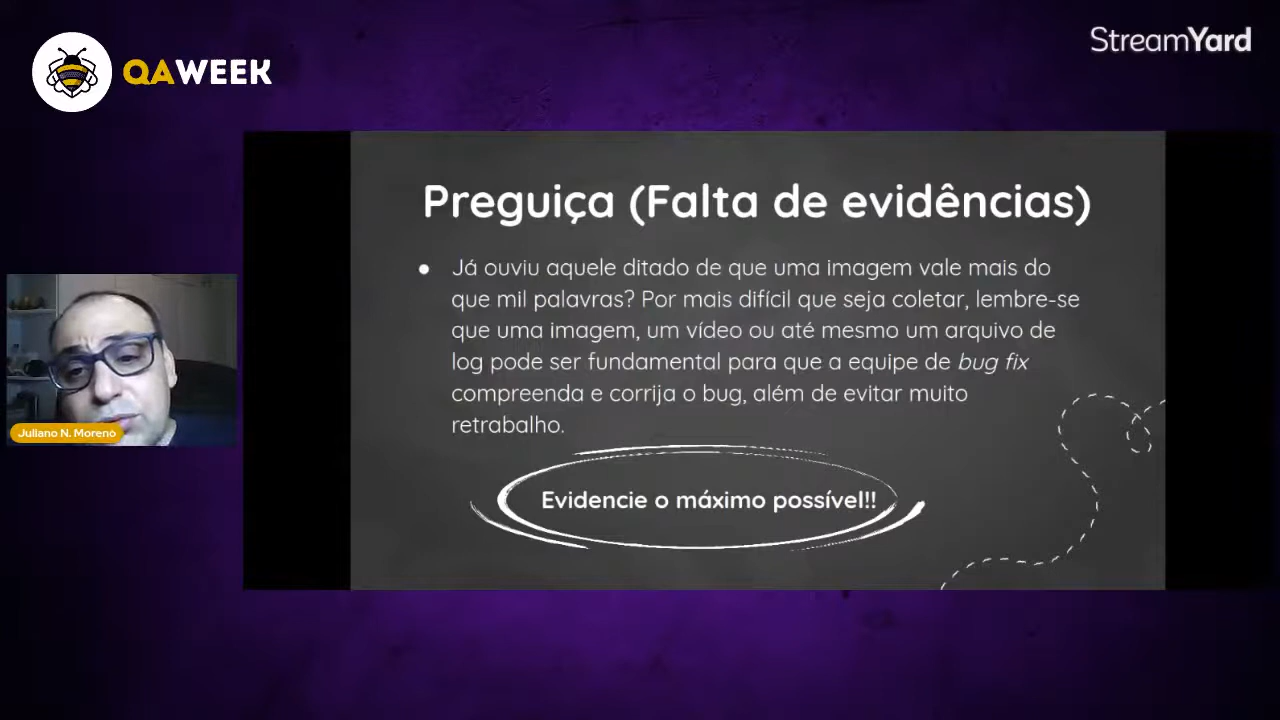 QAWEEK
StreamYard
Preguiça (Falta de evidências)
Já ouviu aquele ditado de que uma imagem vale mais do
que mil palavras? Por mais difícil que seja coletar, lembre-se
que uma imagem, um vídeo ou até mesmo um arquivo de
log pode ser fundamental para que a equipe de bug fix
compreenda e corrija o bug, além de evitar muito
retrabalho.
Juliano N. Moreno
Evidencie o máximo possível!!